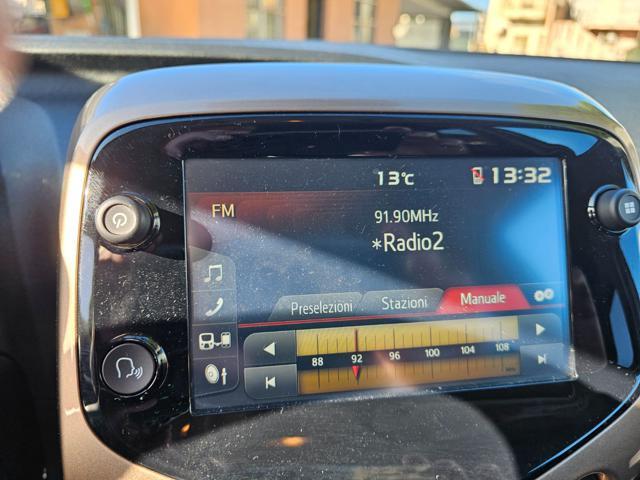 13°C 13:32
FM
91.90MHz
*Radio2
Preselezioni Stazioni Manuale
88 92 96 100 104 108